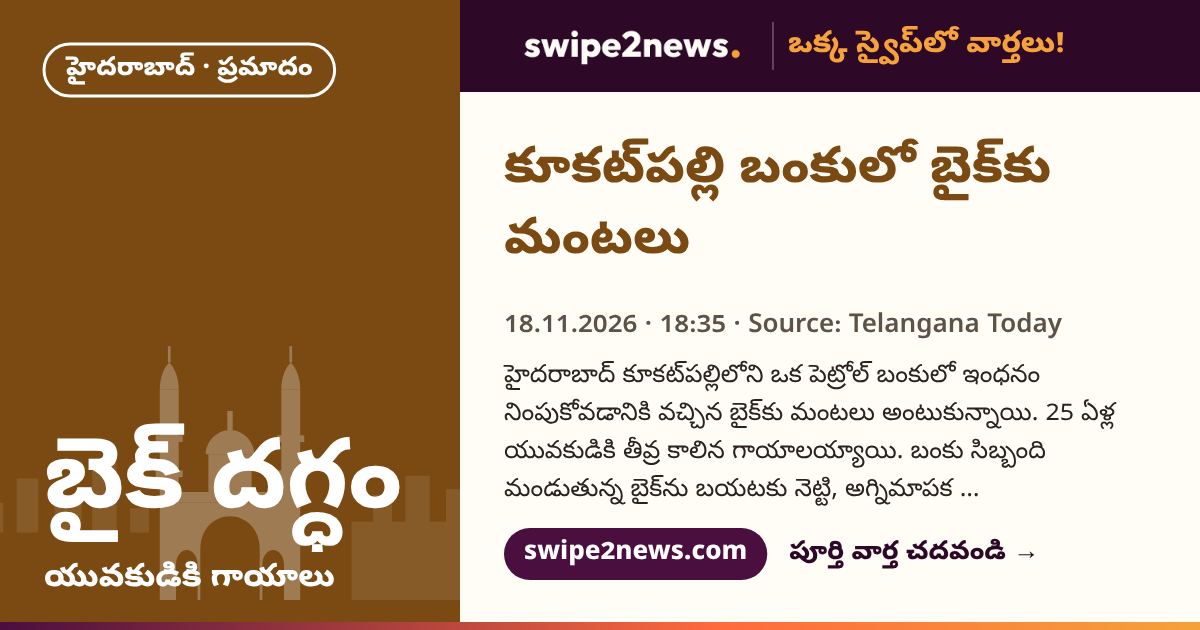 హైదరాబాద్ · ప్రమాదం
బైక్ దగ్ధం
యువకుడికి గాయాలు
swipe2news.
ఒక్క స్వైప్‌లో వార్తలు!
కూకట్‌పల్లి బంకులో బైక్‌కు
మంటలు
18.11.2026 · 18:35 · Source: Telangana Today
హైదరాబాద్ కూకట్‌పల్లిలోని ఒక పెట్రోల్ బంకులో ఇంధనం
నింపుకోవడానికి వచ్చిన బైక్‌కు మంటలు అంటుకున్నాయి. 25 ఏళ్ల
యువకుడికి తీవ్ర కాలిన గాయాలయ్యాయి. బంకు సిబ్బంది
మండుతున్న బైక్‌ను బయటకు నెట్టి, అగ్నిమాపక ...
swipe2news.com
పూర్తి వార్త చదవండి →